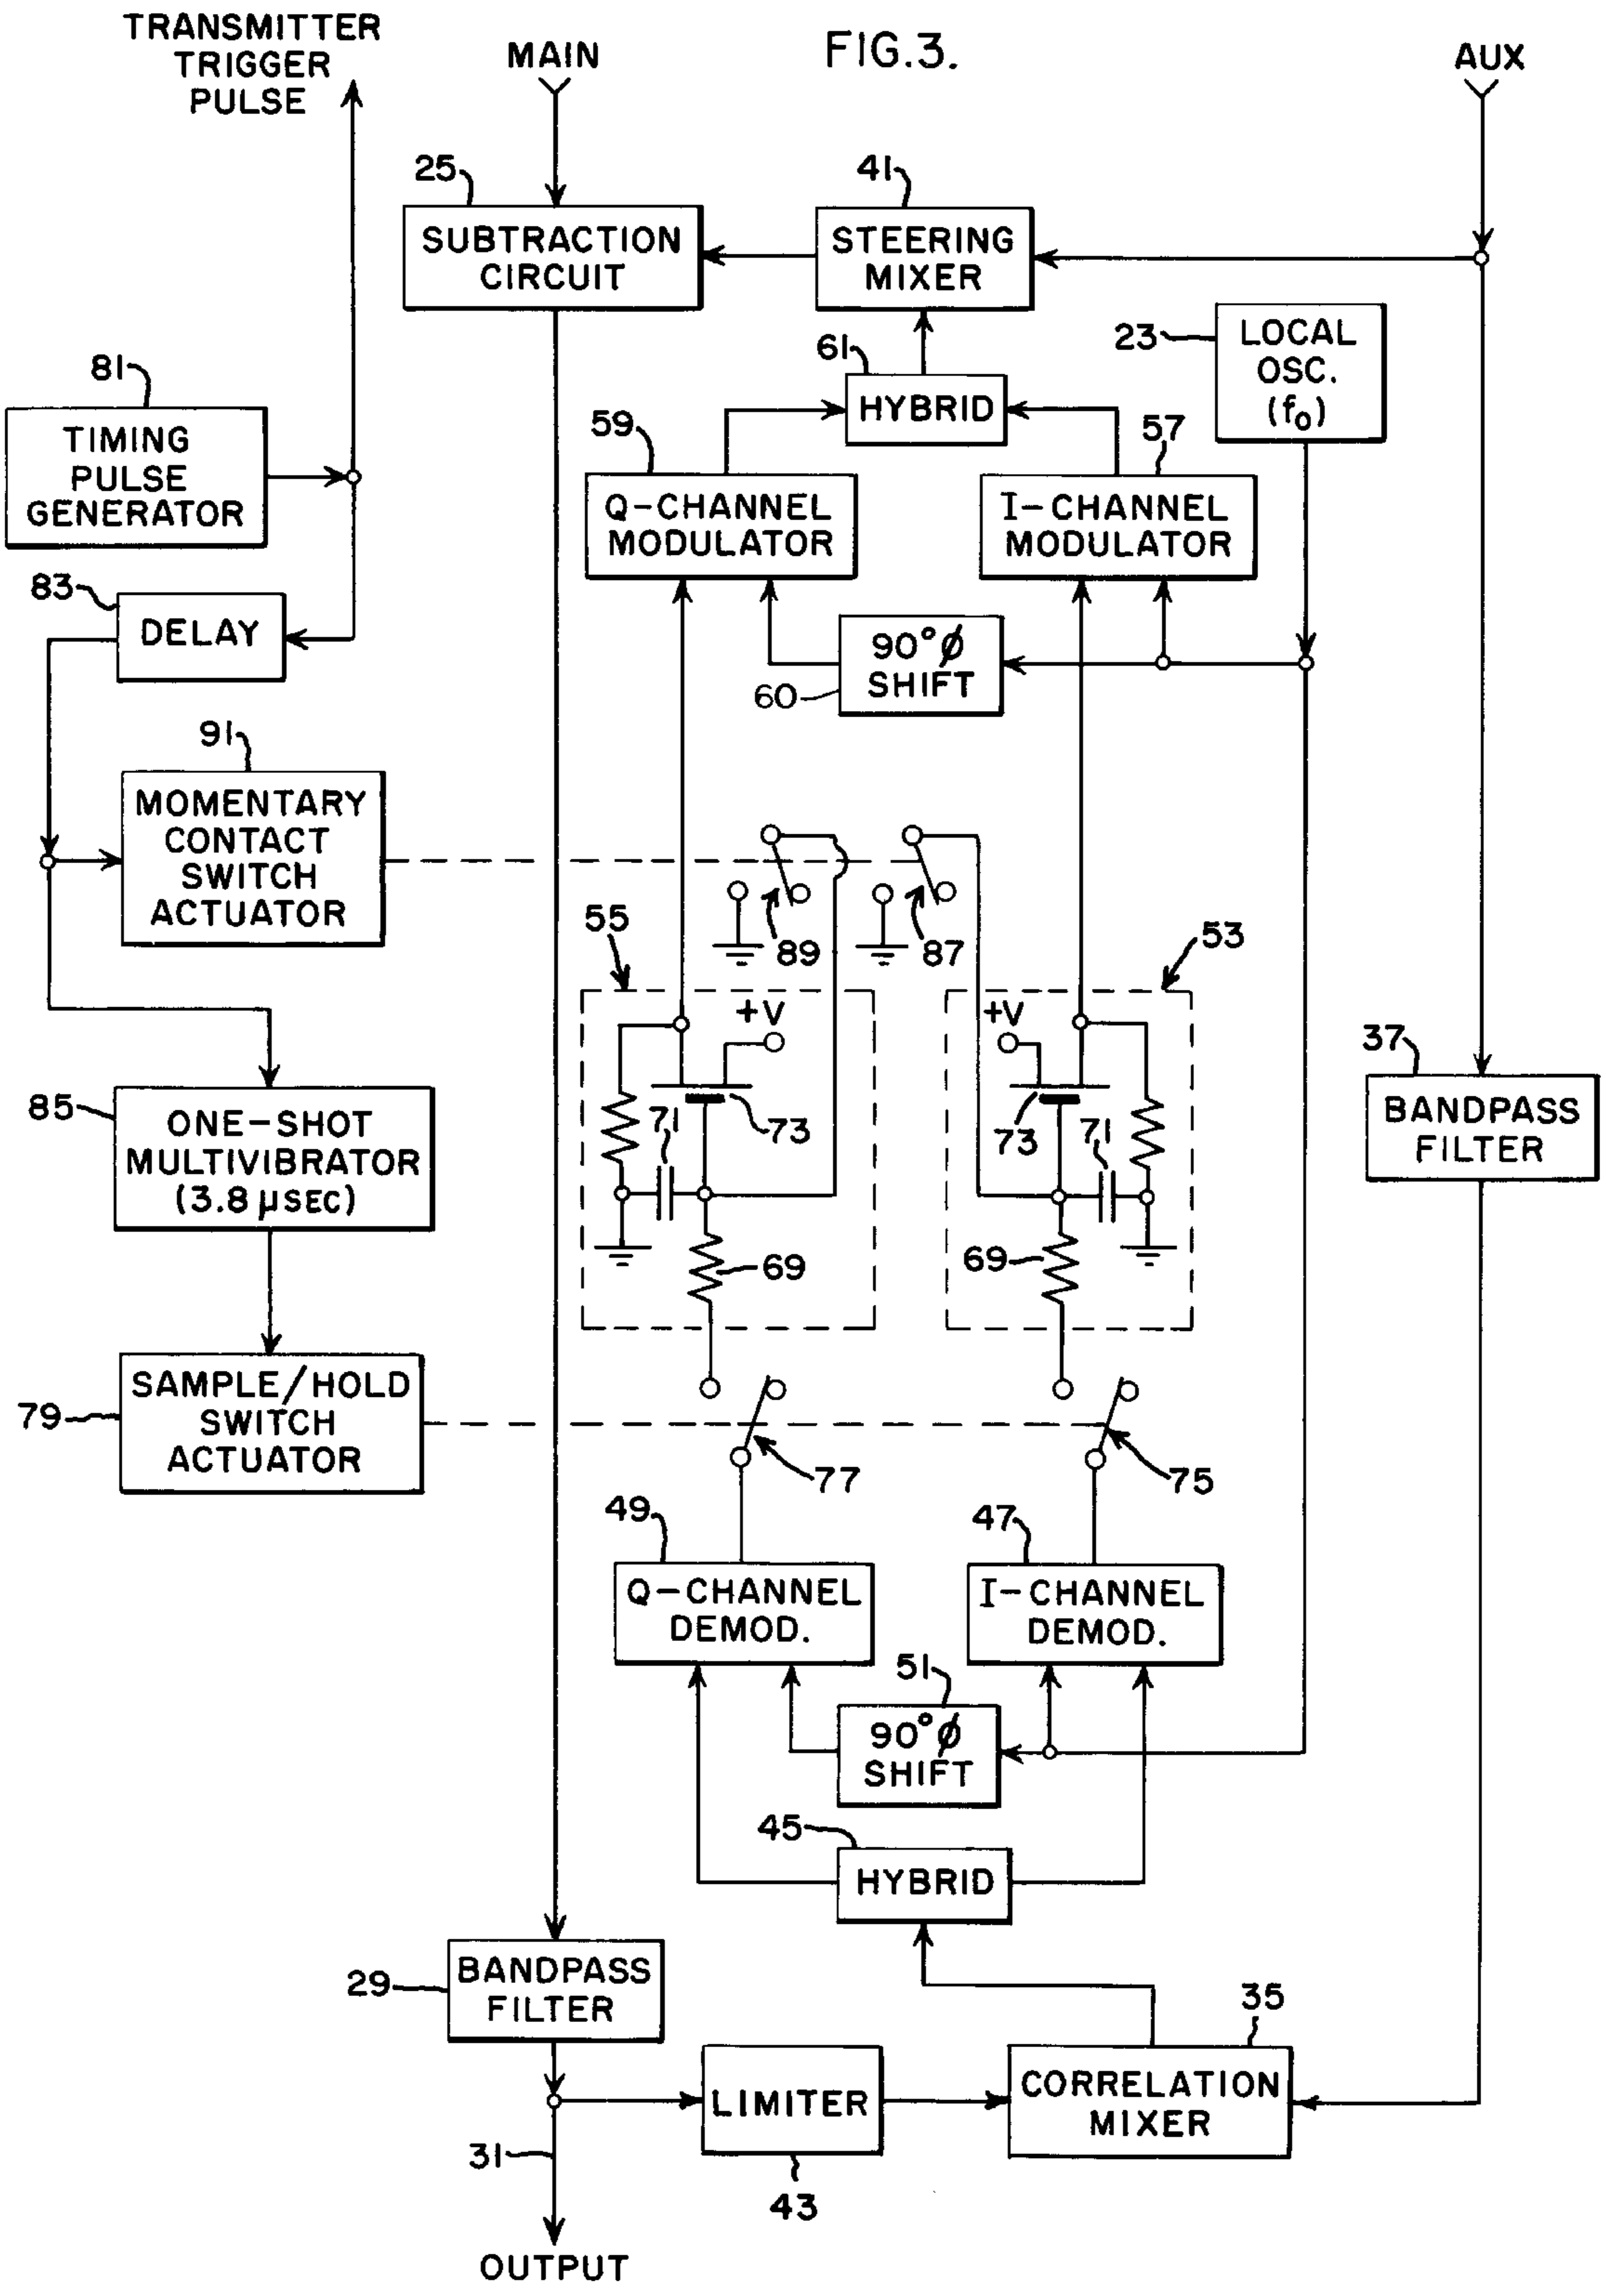 FIG.3.
TRANSMITTER
TRIGGER
PULSE
MAIN
AUX
25
SUBTRACTION
CIRCUIT
41
STEERING
MIXER
23
LOCAL
OSC.
(fo)
61
HYBRID
81
TIMING
PULSE
GENERATOR
59
Q-CHANNEL
MODULATOR
57
I-CHANNEL
MODULATOR
83
DELAY
90°ϕ
SHIFT
60
91
MOMENTARY
CONTACT
SWITCH
ACTUATOR
89
87
55
53
+V
+V
73
71
69
73
71
69
37
BANDPASS
FILTER
85
ONE-SHOT
MULTIVIBRATOR
(3.8 μSEC)
79
SAMPLE/HOLD
SWITCH
ACTUATOR
77
75
49
Q-CHANNEL
DEMOD.
47
I-CHANNEL
DEMOD.
51
90°ϕ
SHIFT
45
HYBRID
29
BANDPASS
FILTER
35
CORRELATION
MIXER
LIMITER
43
31
OUTPUT